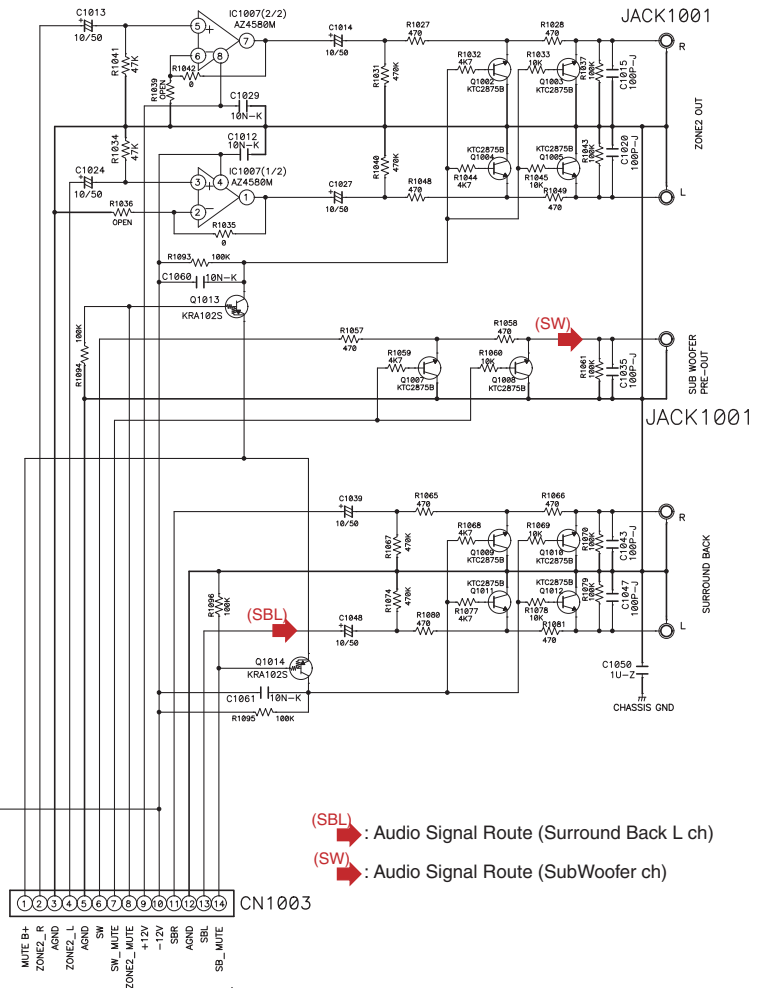 JACK1001
C1013
10/50
IC1007(2/2)
AZ4580M
5
+
6
−
7
8
C1014
10/50
R1027
470
R1028
470
R
R1041
47K
R1042
0
R1039
OPEN
C1029
10N-K
R1031
470K
R1032
4K7
Q1002
KTC2875B
R1033
10K
Q1003
KTC2875B
R1037
100K
C1015
100P-J
ZONE2 OUT
C1012
10N-K
R1034
47K
C1024
10/50
IC1007(1/2)
AZ4580M
3
+
4
2
−
1
R1036
OPEN
R1035
0
C1027
10/50
R1040
470K
R1048
470
KTC2875B
Q1004
R1044
4K7
KTC2875B
Q1005
R1045
10K
R1049
470
R1043
100K
C1020
100P-J
L
R1093
100K
C1060
10N-K
Q1013
KRA102S
100K
R1094
R1057
470
R1058
470
(SW)
R1059
4K7
Q1007
KTC2875B
R1060
10K
Q1008
KTC2875B
R1061
100K
C1035
100P-J
SUB WOOFER
PRE-OUT
JACK1001
C1039
10/50
R1065
470
R1066
470
R
R1067
470K
R1068
4K7
Q1009
KTC2875B
R1069
10K
Q1010
KTC2875B
R1070
100K
C1043
100P-J
SURROUND BACK
R1096
100K
R1074
470K
KTC2875B
Q1011
R1077
4K7
KTC2875B
Q1012
R1078
10K
R1079
100K
C1047
100P-J
(SBL)
C1048
10/50
R1080
470
R1081
470
L
Q1014
KRA102S
C1061
10N-K
R1095
100K
C1050
1U-Z
CHASSIS GND
(SBL)
: Audio Signal Route (Surround Back L ch)
(SW)
: Audio Signal Route (SubWoofer ch)
1 2 3 4 5 6 7 8 9 10 11 12 13 14
CN1003
MUTE B+
ZONE2_R
AGND
ZONE2_L
AGND
SW
SW_MUTE
ZONE2_MUTE
+12V
-12V
SBR
AGND
SBL
SB_MUTE